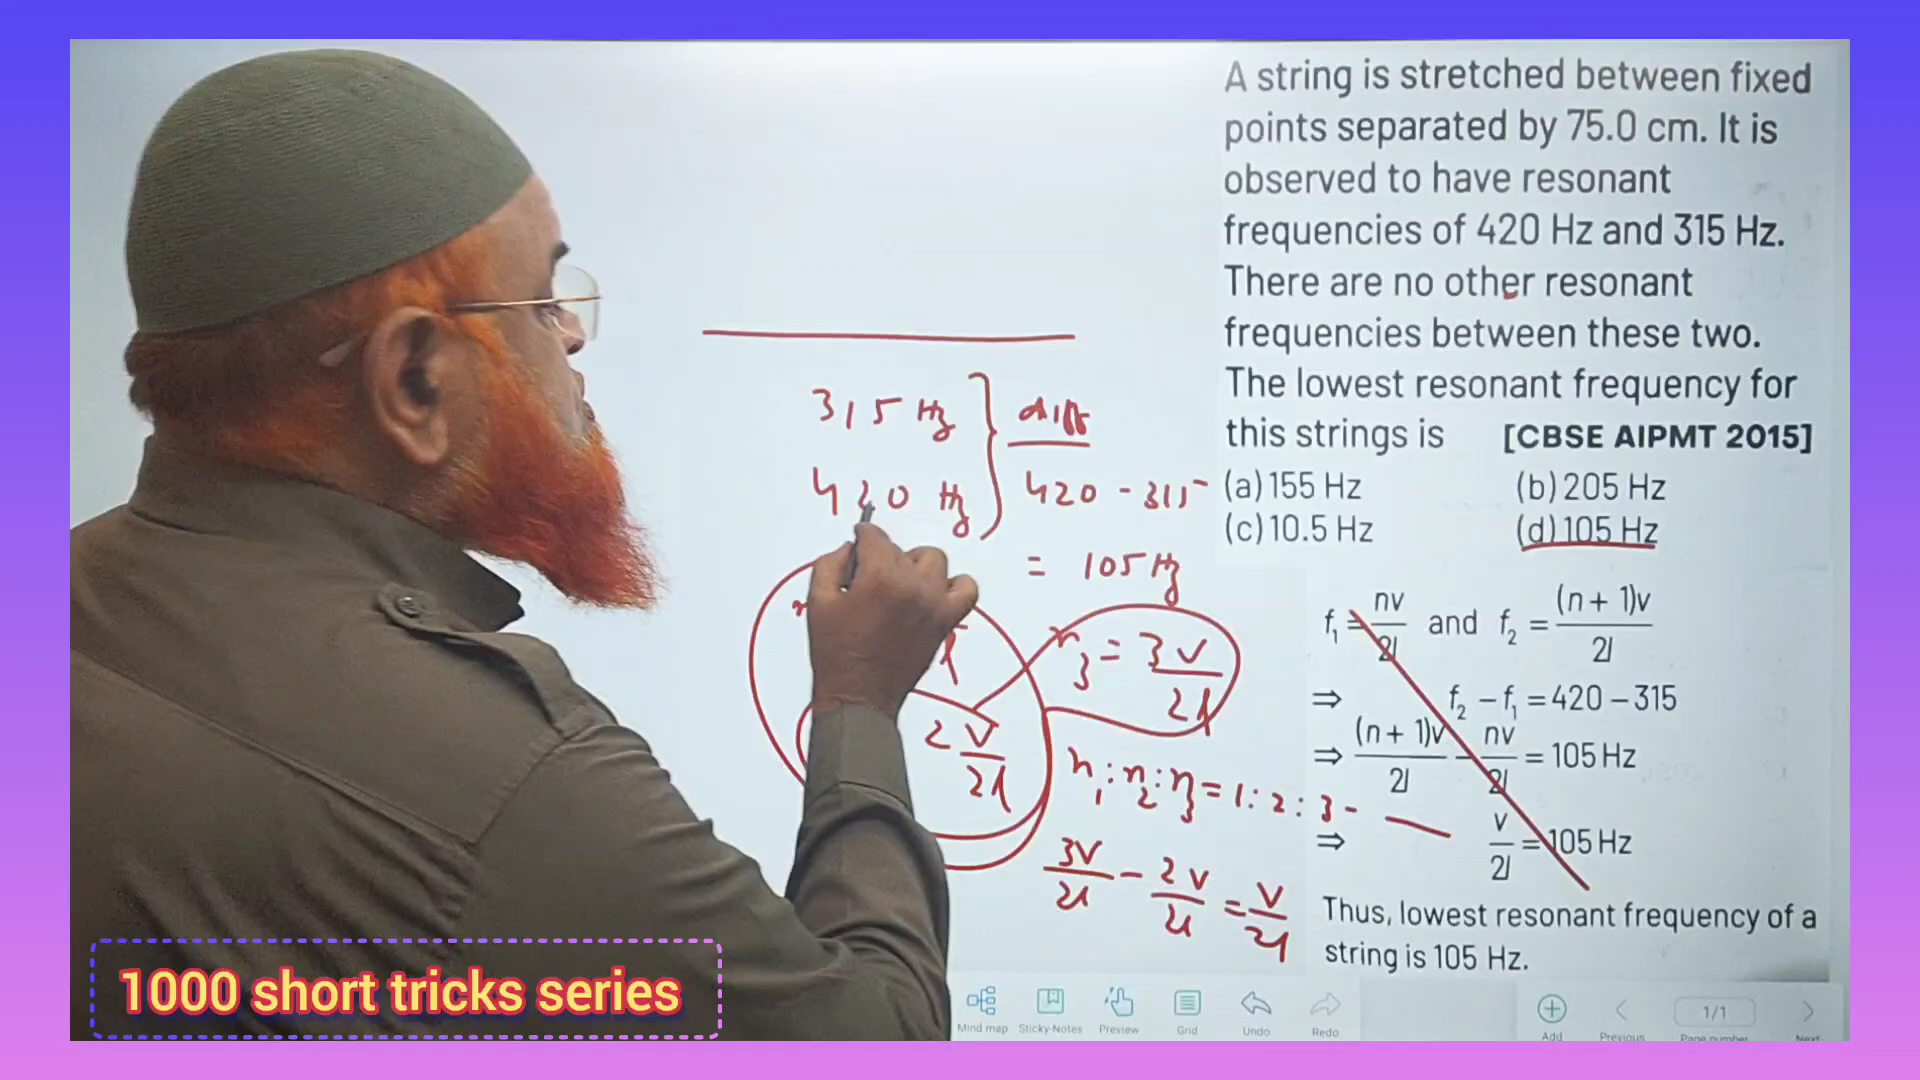 A string is stretched between fixed
points separated by 75.0 cm. It is
observed to have resonant
frequencies of 420 Hz and 315 Hz.
There are no other resonant
frequencies between these two.
The lowest resonant frequency for
this strings is [CBSE AIPMT 2015]
(a) 155 Hz (b) 205 Hz
(c) 10.5 Hz (d) 105 Hz
f₁ = nv/2l and f₂ = (n + 1)v/2l
⇒ f₂ – f₁ = 420 – 315
⇒ (n + 1)v/2l – nv/2l = 105 Hz
⇒ v/2l = 105 Hz
Thus, lowest resonant frequency of a
string is 105 Hz.
315 Hz } diff
420 Hz 420 - 315
= 105 Hz
n₃ = 3v/2l
2 v/2l
n₁ : n₂ : n₃ = 1 : 2 : 3 -
3v/2l - 2v/2l = v/2l
1000 short tricks series
Mind map Sticky-Notes Preview Grid Undo Redo
Add Previous 1/1 Page number Next